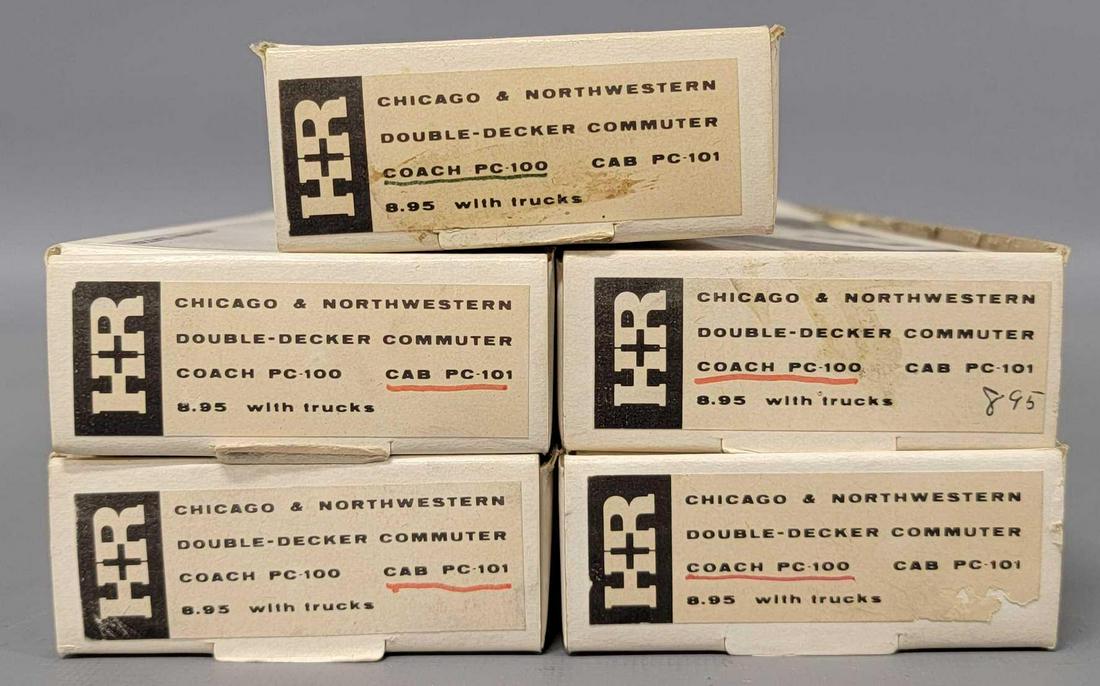 H+R
CHICAGO & NORTHWESTERN
DOUBLE-DECKER COMMUTER
COACH PC-100 CAB PC-101
8.95 with trucks
H+R
CHICAGO & NORTHWESTERN
DOUBLE-DECKER COMMUTER
COACH PC-100 CAB PC-101
8.95 with trucks
H+R
CHICAGO & NORTHWESTERN
DOUBLE-DECKER COMMUTER
COACH PC-100 CAB PC-101
8.95 with trucks 895
H+R
CHICAGO & NORTHWESTERN
DOUBLE-DECKER COMMUTER
COACH PC-100 CAB PC-101
8.95 with trucks
H+R
CHICAGO & NORTHWESTERN
DOUBLE-DECKER COMMUTER
COACH PC-100 CAB PC-101
8.95 with trucks